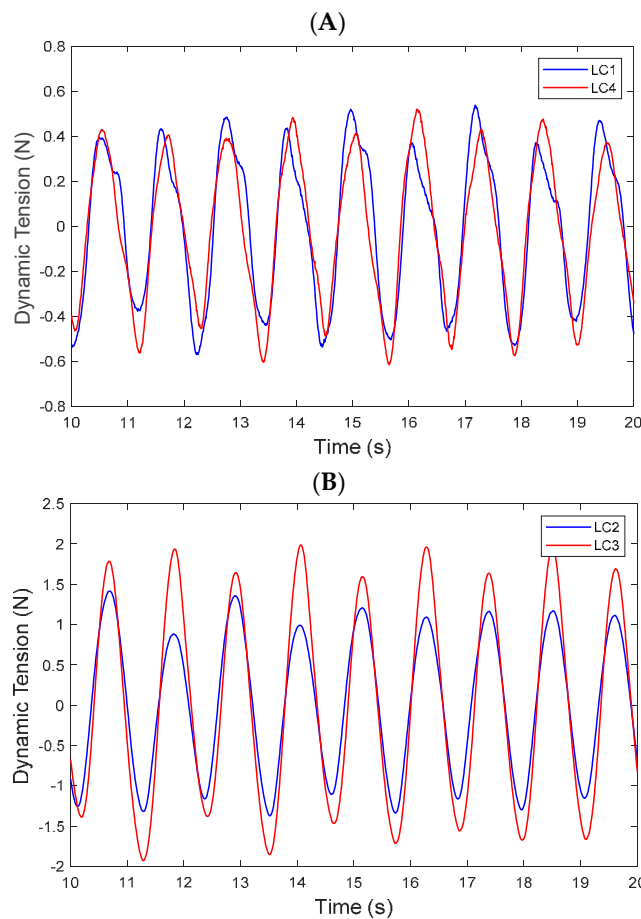 (A)
0.8
0.6
0.4
0.2
0
-0.2
-0.4
-0.6
-0.8
Dynamic Tension (N)
LC1
LC4
10 11 12 13 14 15 16 17 18 19 20
Time (s)
(B)
2.5
2
1.5
1
0.5
0
-0.5
-1
-1.5
-2
Dynamic Tension (N)
LC2
LC3
10 11 12 13 14 15 16 17 18 19 20
Time (s)